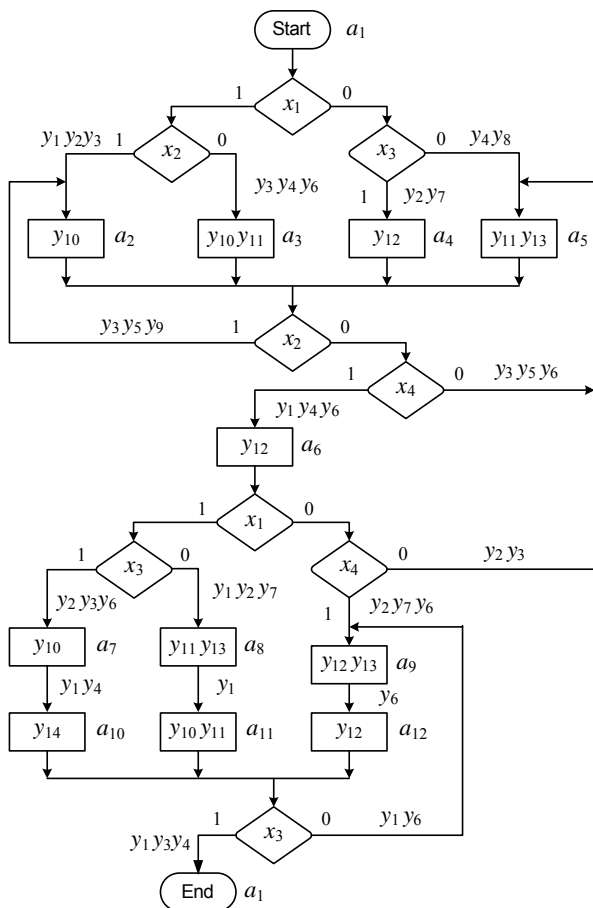 Start a1
1 x1 0
y1 y2 y3 1 x2 0 x3 0 y4 y8
y3 y4 y6 1 y2 y7
y10 a2 y10 y11 a3 y12 a4 y11 y13 a5
y3 y5 y9 1 x2 0
1 x4 0 y3 y5 y6
y1 y4 y6
y12 a6
1 x1 0
1 x3 0 x4 0 y2 y3
y2 y3 y6 y1 y2 y7 1 y2 y7 y6
y10 a7 y11 y13 a8 y12 y13 a9
y1 y4 y1 y6
y14 a10 y10 y11 a11 y12 a12
1 x3 0 y1 y6
y1 y3 y4
End a1